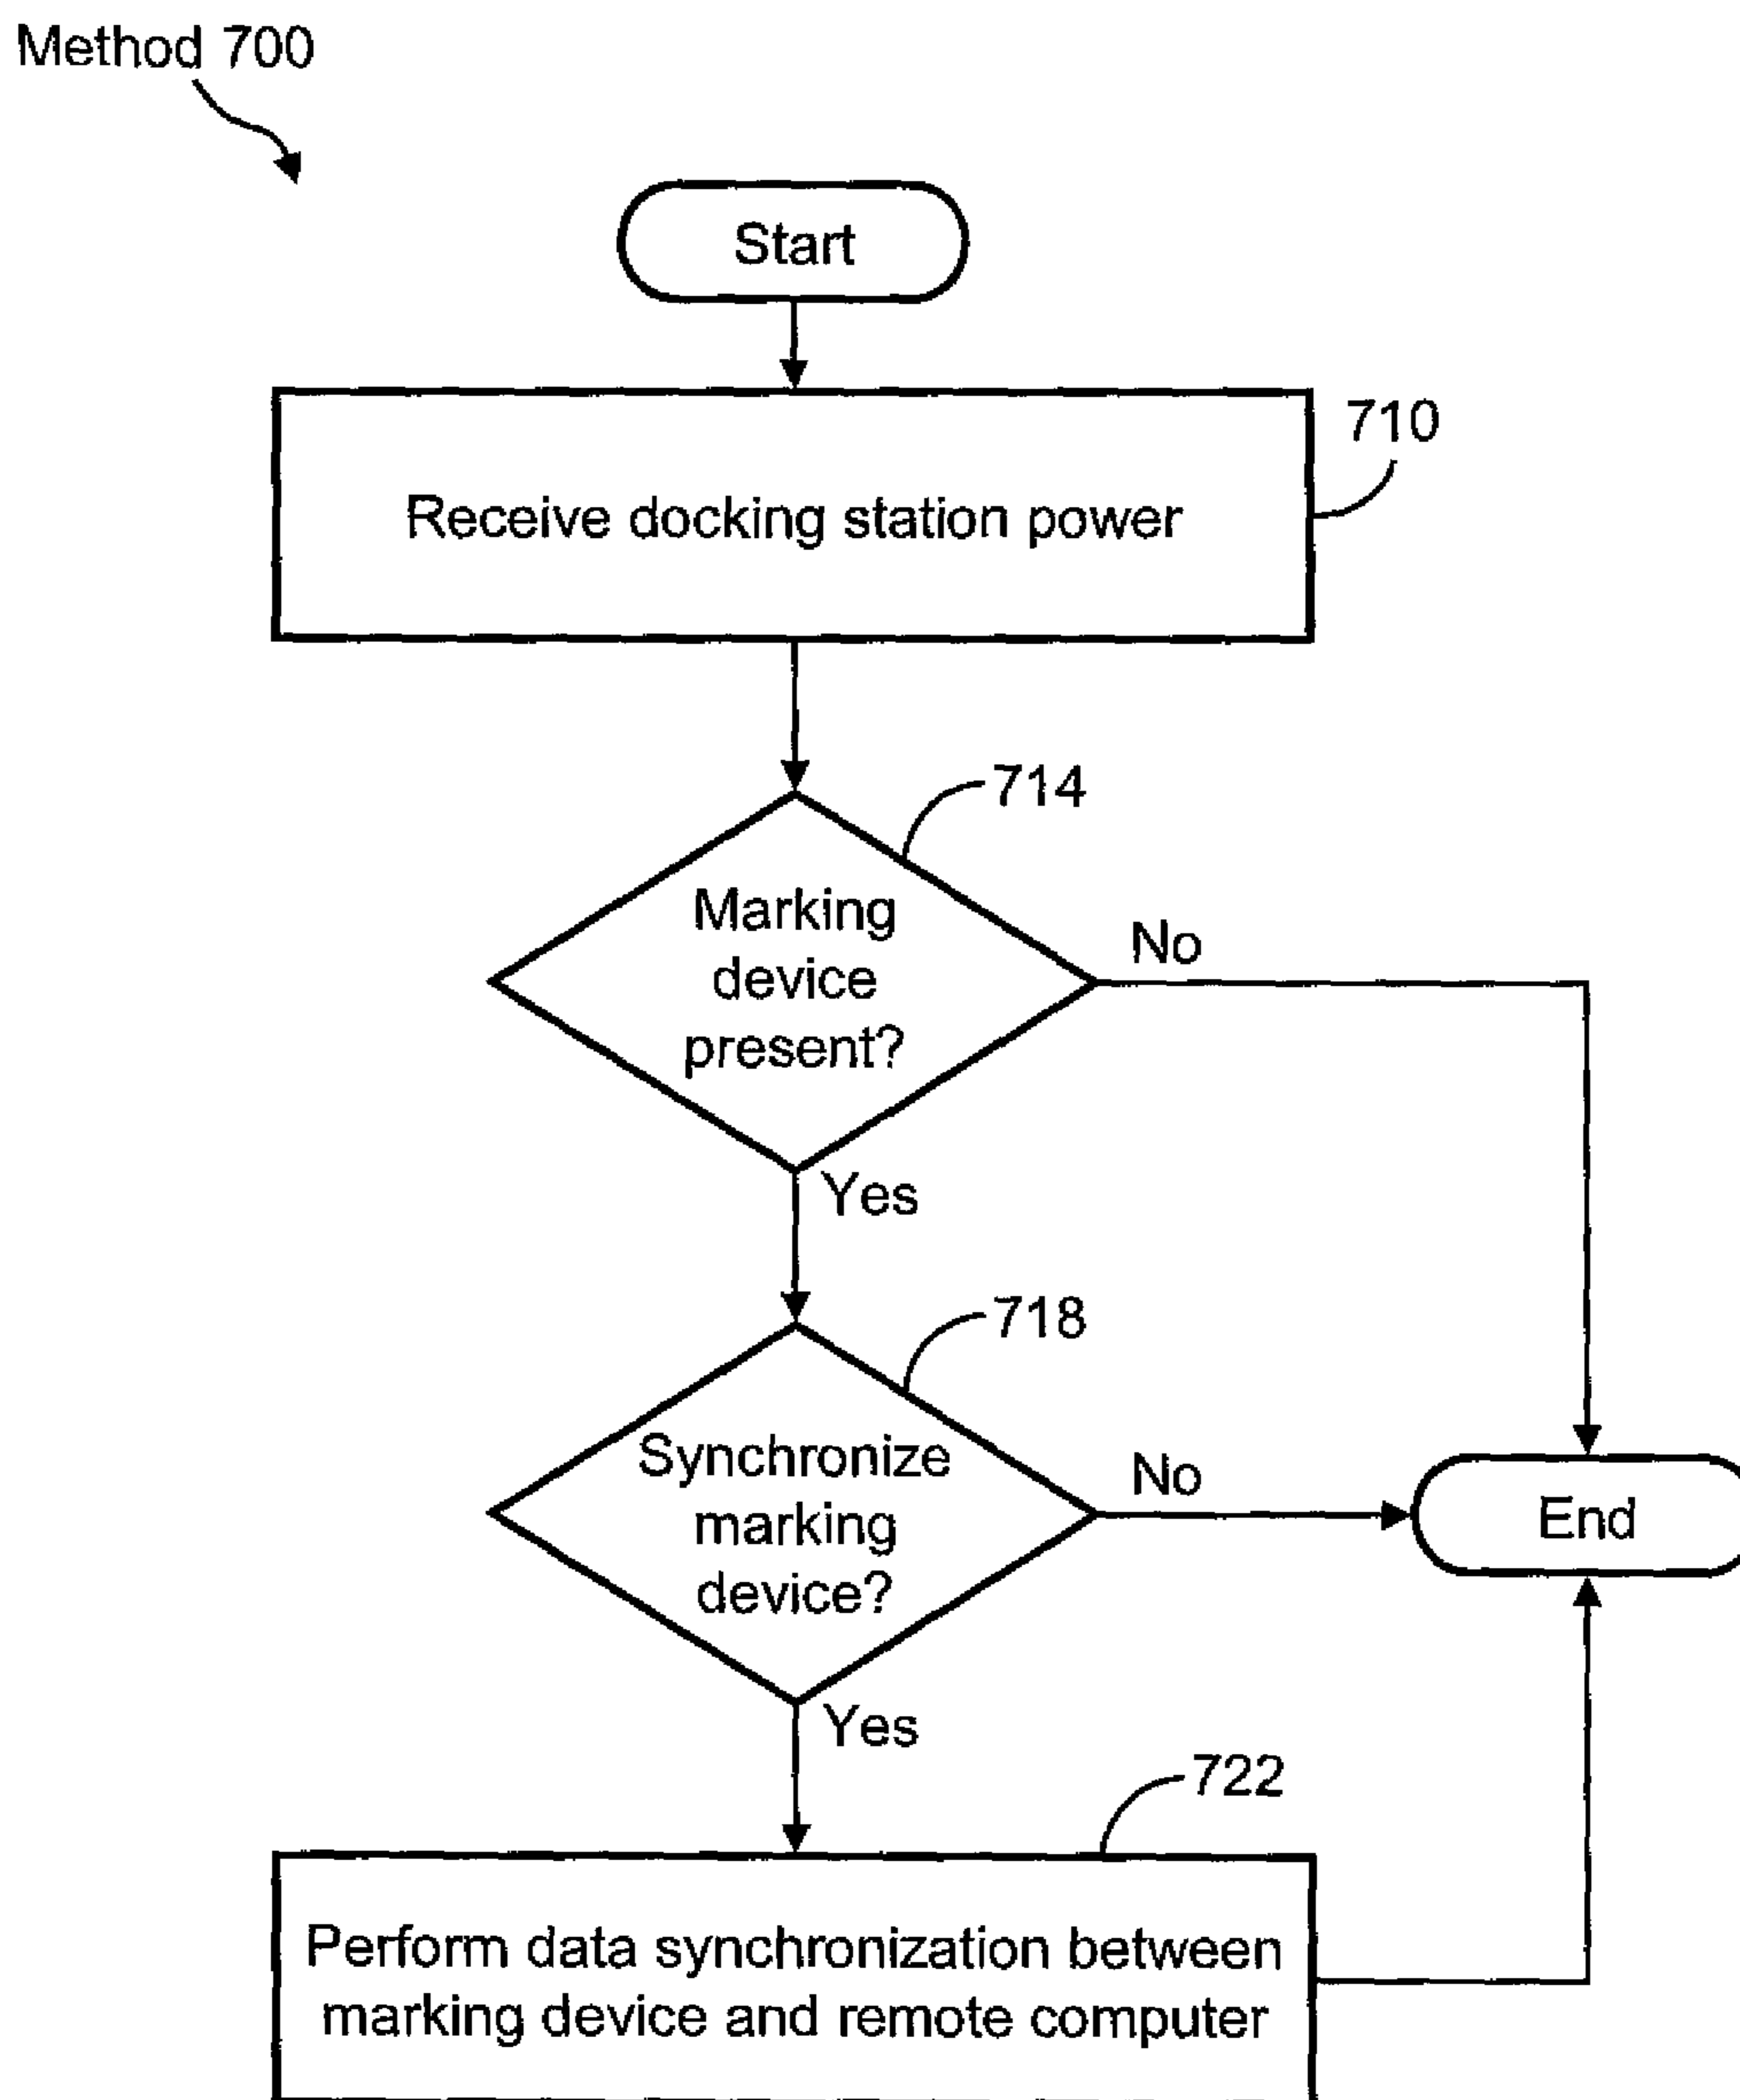 Method 700
Start
710
Receive docking station power
714
Marking
device
present?
No
Yes
718
Synchronize
marking
device?
No
End
Yes
722
Perform data synchronization between
marking device and remote computer